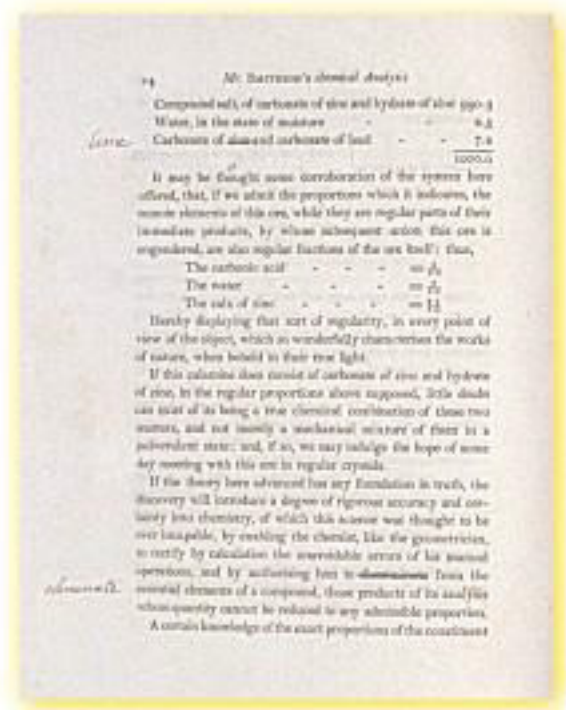 24 Mr. SMITHSON'S chemical Analysis
Compound salt, of carbonate of zine and hydrate of zine 990.5
Water, in the state of moisture - - 2.5
Carbonate of and carbonate of lead - - 7.0
1000.0
It may be thought some corroboration of the system here
offered, that, if we admit the proportions which it indicates, the
remote elements of this ore, while they are regular parts of their
immediate products, by whose subsequent union this ore is
engendered, are also regular fractions of the ore itself: thus,
The carbonic acid - - - =
The water - - - =
The calx of zine - - - =
Hereby displaying that sort of regularity, in every point of
view of the object, which so wonderfully characterises the works
of nature, when beheld in their true light.
If this calamine does consist of carbonate of zine and hydrate
of zine, in the regular proportions above supposed, little doubt
can exist of its being a true chemical combination of these two
matters, and not merely a mechanical mixture of them in a
pulverulent state; and, if so, we may indulge the hope of some
day meeting with this ore in regular crystals.
If the theory here advanced has any foundation in truth, the
discovery will introduce a degree of rigorous accuracy and cer-
tainty into chemistry, of which this science was thought to be
ever incapable, by enabling the chemist, like the geometrician,
to rectify by calculation the unavoidable errors of his manual
operations, and by authorising him to from the
essential elements of a compound, those products of its analysis
whose quantity cannot be reduced to any admissible proportion.
A certain knowledge of the exact proportions of the constituent